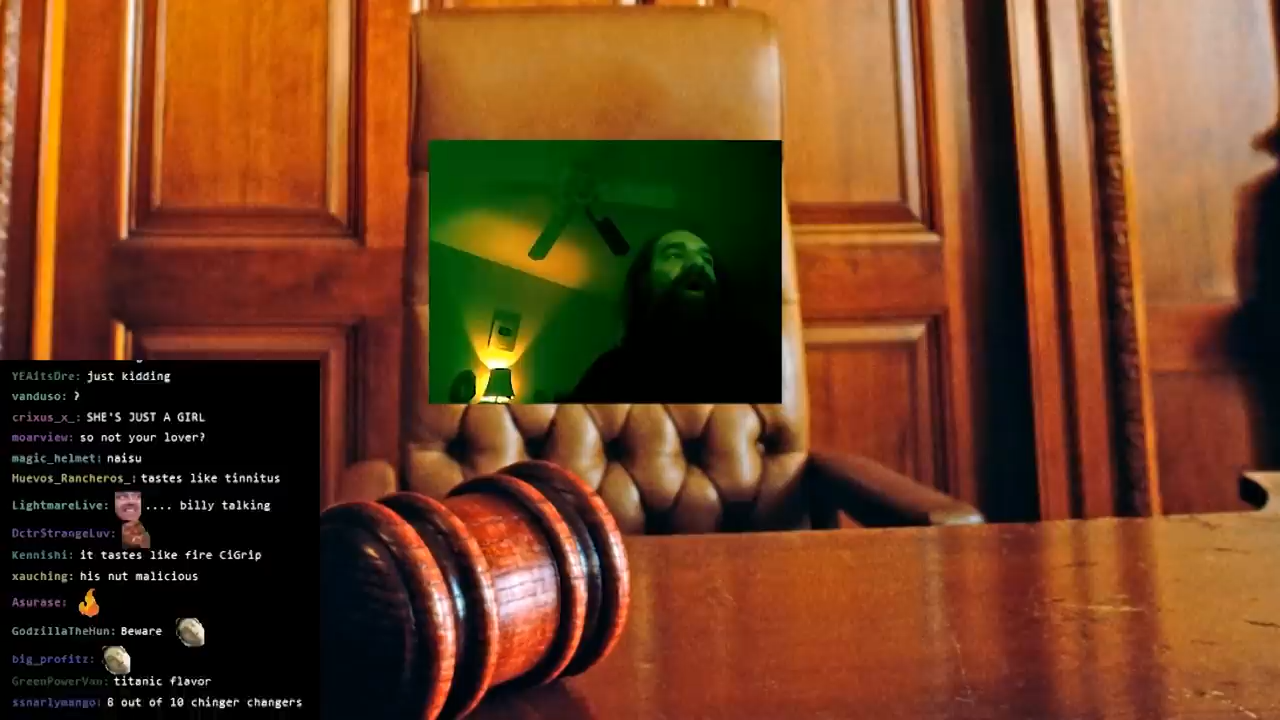 YEAitsDre: just kidding
vanduso: ?
crixus_x_: SHE'S JUST A GIRL
moarview: so not your lover?
magic_helmet: naisu
Huevos_Rancheros_: tastes like tinnitus
LightmareLive: .... billy talking
DctrStrangeLuv:
Kennishi: it tastes like fire CiGrip
xauching: his nut malicious
Asurase:
GodzillaTheHun: Beware
big_profitz:
GreenPowerVan: titanic flavor
ssnarlymango: 8 out of 10 chinger changers